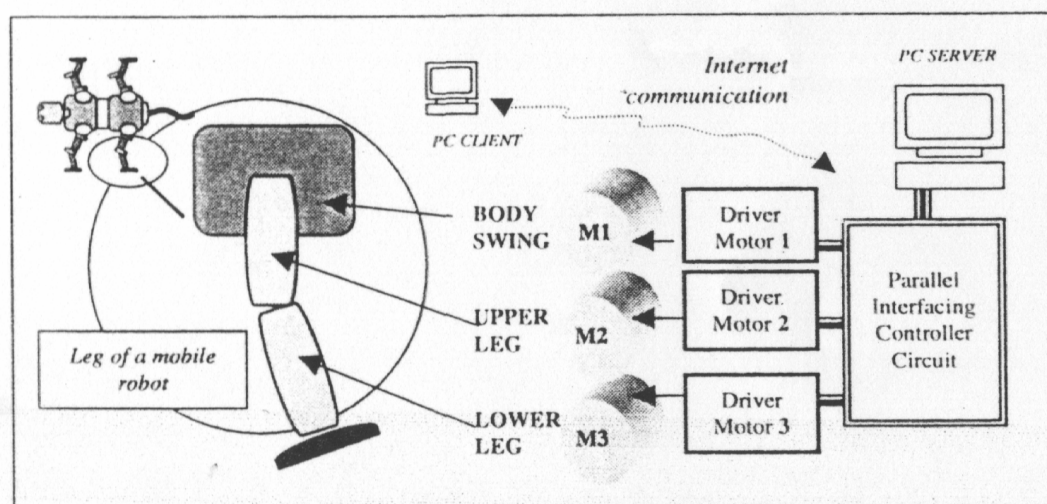 PC SERVER
Internet
communication
PC CLIENT
BODY
SWING
M1
Driver
Motor 1
UPPER
LEG
M2
Driver.
Motor 2
Parallel
Interfacing
Controller
Circuit
Leg of a mobile
robot
LOWER
LEG
M3
Driver
Motor 3